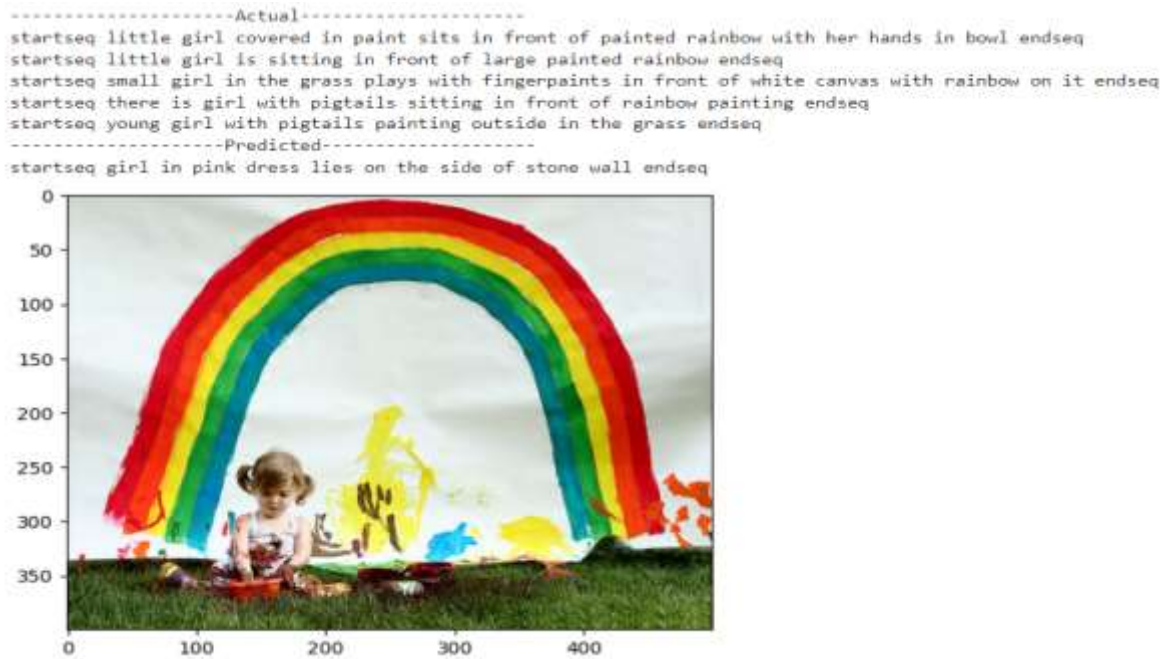 ---------------------Actual---------------------
startseq little girl covered in paint sits in front of painted rainbow with her hands in bowl endseq
startseq little girl is sitting in front of large painted rainbow endseq
startseq small girl in the grass plays with fingerpaints in front of white canvas with rainbow on it endseq
startseq there is girl with pigtails sitting in front of rainbow painting endseq
startseq young girl with pigtails painting outside in the grass endseq
--------------------Predicted--------------------
startseq girl in pink dress lies on the side of stone wall endseq
0
50
100
150
200
250
300
350
0 100 200 300 400